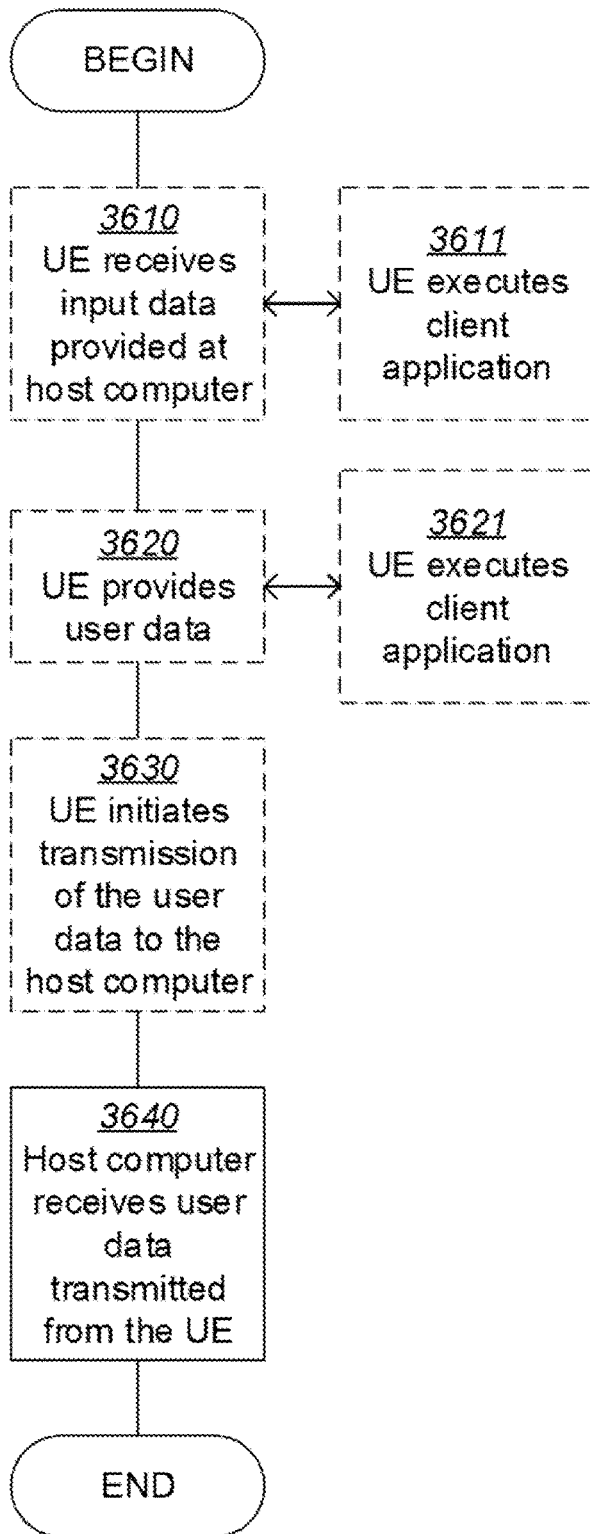 BEGIN
3610
UE receives
input data
provided at
host computer
3611
UE executes
client
application
3620
UE provides
user data
3621
UE executes
client
application
3630
UE initiates
transmission
of the user
data to the
host computer
3640
Host computer
receives user
data
transmitted
from the UE
END